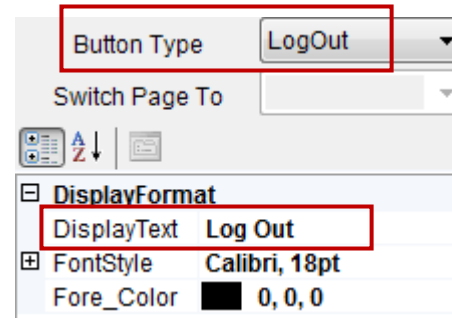 Button Type LogOut
Switch Page To
A
Z
DisplayFormat
DisplayText Log Out
FontStyle Calibri, 18pt
Fore_Color 0, 0, 0